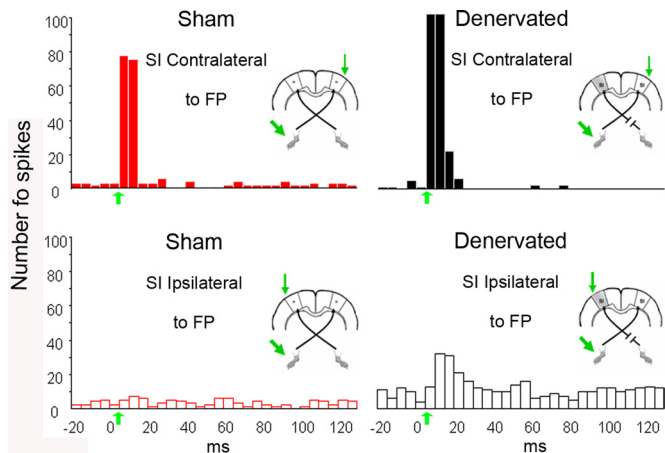 Sham
Denervated
SI Contralateral
to FP
SI Contralateral
to FP
100
80
60
40
20
0
Number fo spikes
Sham
Denervated
SI Ipsilateral
to FP
SI Ipsilateral
to FP
100
80
60
40
20
0
-20 0 20 40 60 80 100 120
ms
-20 0 20 40 60 80 100 120
ms